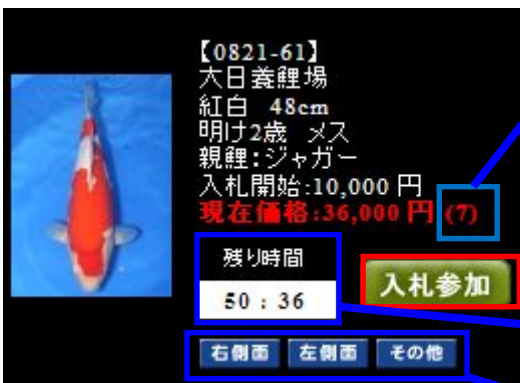 【0821-61】
大日養鯉場
紅白 48cm
明け2歳 メス
親鯉:ジャガー
入札開始:10,000 円
現在価格:36,000 円 (7)
残り時間
50 : 36
入札参加
右側面 左側面 その他